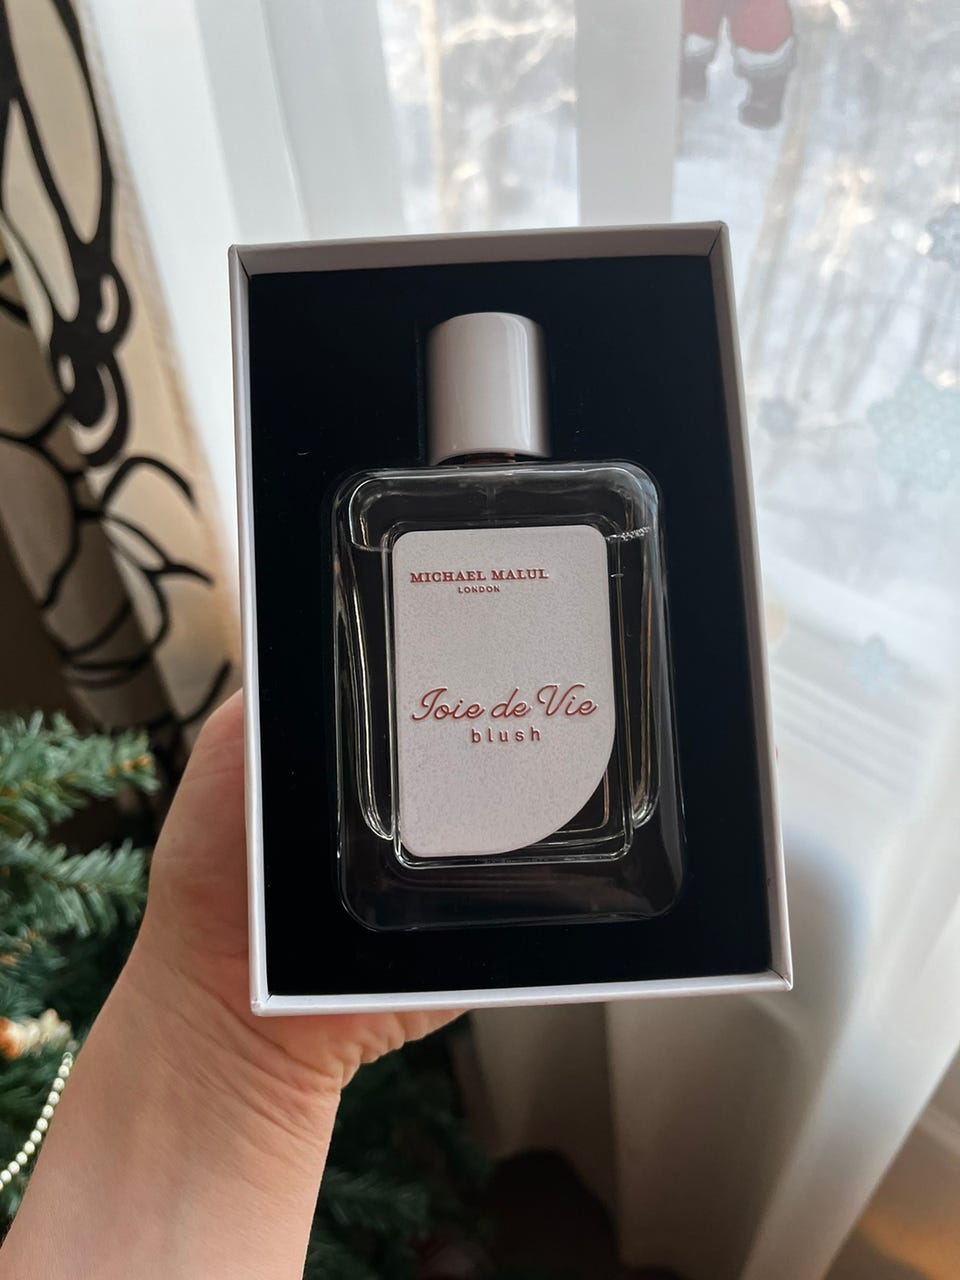 MICHAEL MALUL
LONDON
Joie de Vie
blush